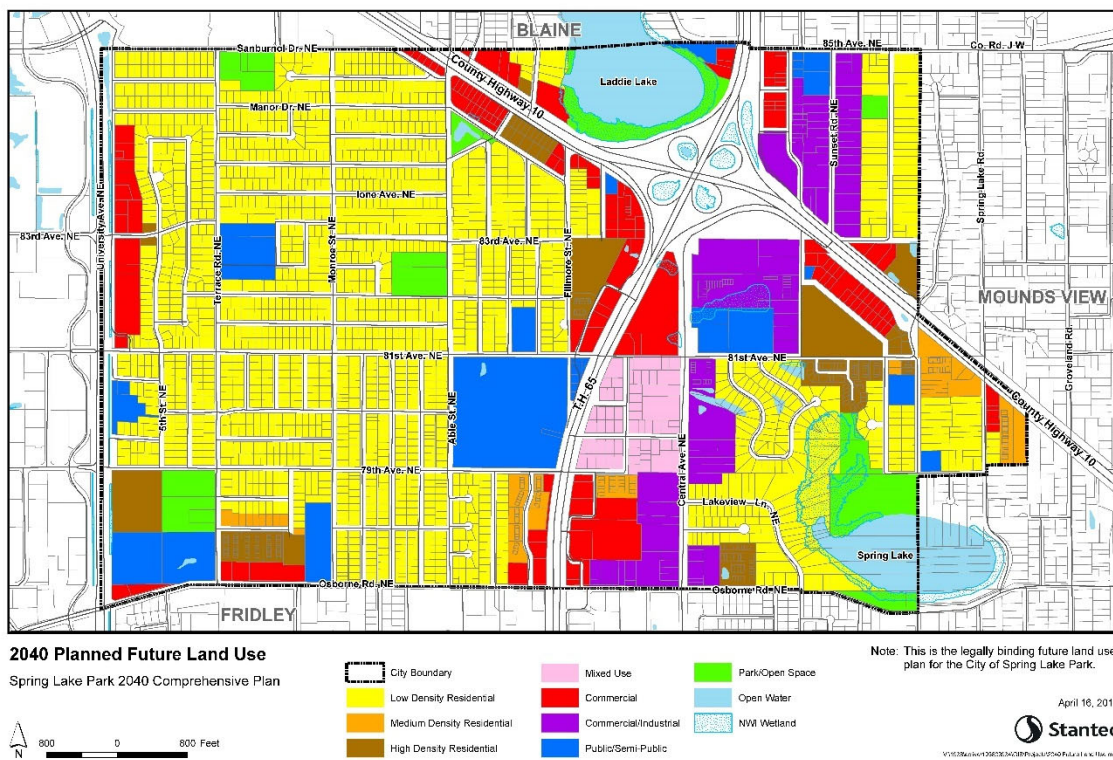 BLAINE
Sanburnol Dr. NE
85th Ave. NE
Co. Rd. J W
County Highway 10
Laddie Lake
Manor Dr. NE
Sunset Rd. NE
Spring Lake Rd.
University Ave. NE
Ione Ave. NE
83rd Ave. NE
Terrace Rd. NE
Monroe St. NE
83rd Ave. NE
Fillmore St. NE
MOUNDS VIEW
Groveland Rd.
81st Ave. NE
T.H. 65
81st Ave. NE
5th St. NE
Able St. NE
County Highway 10
79th Ave. NE
Central Ave. NE
Lakeview Ln. NE
Spring Lake
Osborne Rd. NE
Osborne Rd. NE
FRIDLEY
2040 Planned Future Land Use
Spring Lake Park 2040 Comprehensive Plan
N
800 0 800 Feet
City Boundary
Low Density Residential
Medium Density Residential
High Density Residential
Mixed Use
Commercial
Commercial/Industrial
Public/Semi-Public
Park/Open Space
Open Water
NWI Wetland
Note: This is the legally binding future land use
plan for the City of Spring Lake Park.
April 16, 201
Stantec